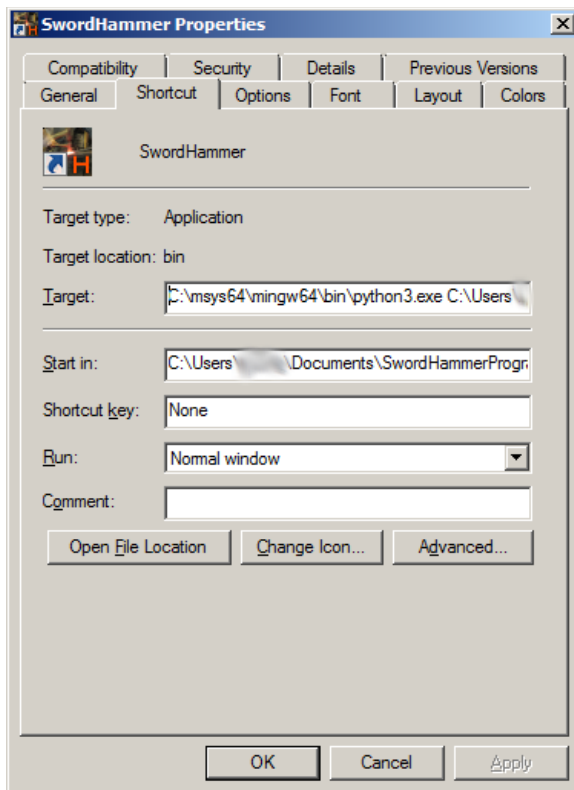 SwordHammer Properties
Compatibility Security Details Previous Versions
General Shortcut Options Font Layout Colors
H
SwordHammer
Target type: Application
Target location: bin
Target: C:\msys64\mingw64\bin\python3.exe C:\Users\
Start in: C:\Users\ \Documents\SwordHammerProgra
Shortcut key: None
Run: Normal window
Comment:
Open File Location Change Icon... Advanced...
OK Cancel Apply